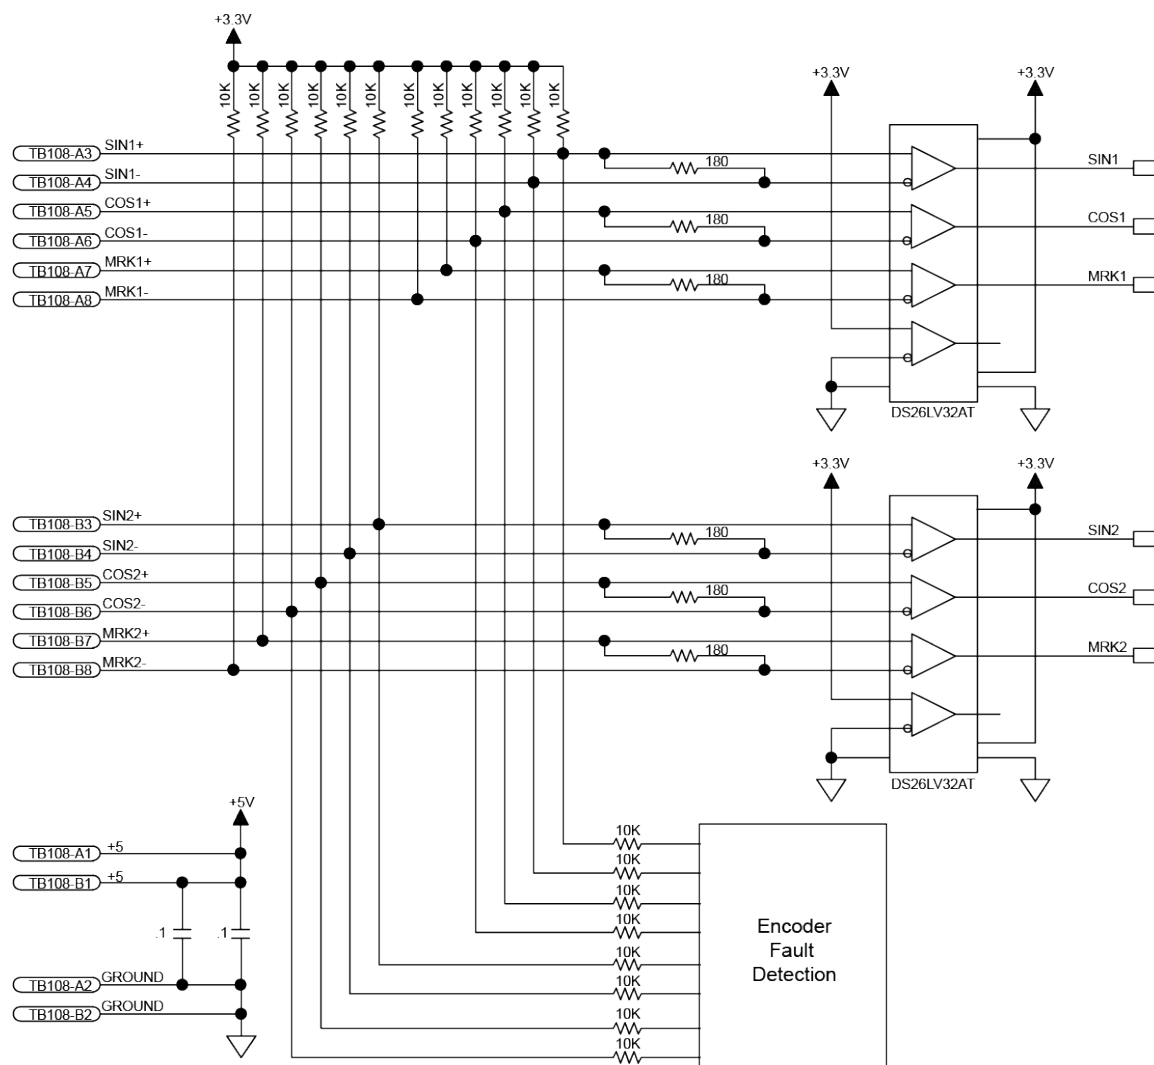 +3.3V
10K 10K 10K 10K 10K 10K 10K 10K 10K 10K 10K 10K
+3.3V +3.3V
TB108-A3 SIN1+ 180 SIN1
TB108-A4 SIN1-
TB108-A5 COS1+ 180 COS1
TB108-A6 COS1-
TB108-A7 MRK1+ 180 MRK1
TB108-A8 MRK1-
DS26LV32AT
+3.3V +3.3V
TB108-B3 SIN2+ 180 SIN2
TB108-B4 SIN2-
TB108-B5 COS2+ 180 COS2
TB108-B6 COS2-
TB108-B7 MRK2+ 180 MRK2
TB108-B8 MRK2-
DS26LV32AT
+5V
TB108-A1 +5
TB108-B1 +5
.1 .1
TB108-A2 GROUND
TB108-B2 GROUND
10K
10K
10K
10K
10K
10K
10K
10K
Encoder
Fault
Detection